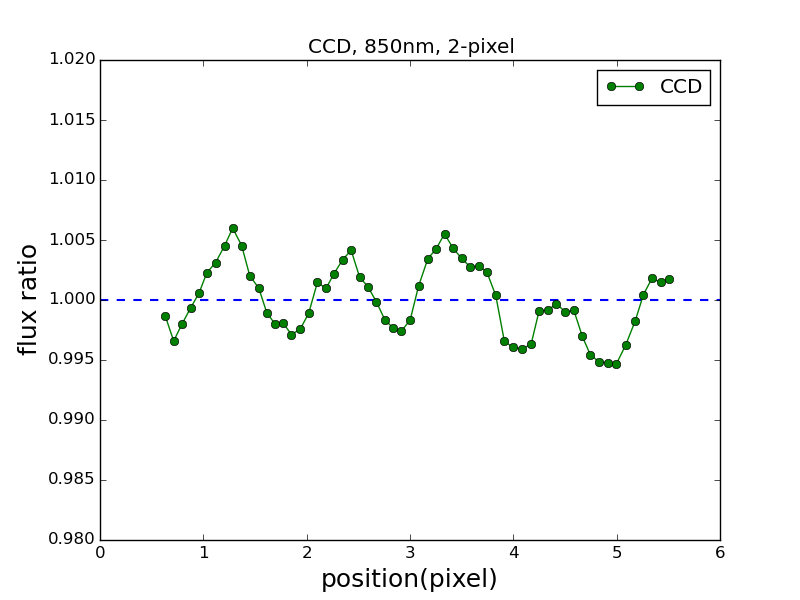 CCD, 850nm, 2-pixel
1.020
1.015
1.010
1.005
1.000
0.995
0.990
0.985
0.980
flux ratio
CCD
0 1 2 3 4 5 6
position(pixel)